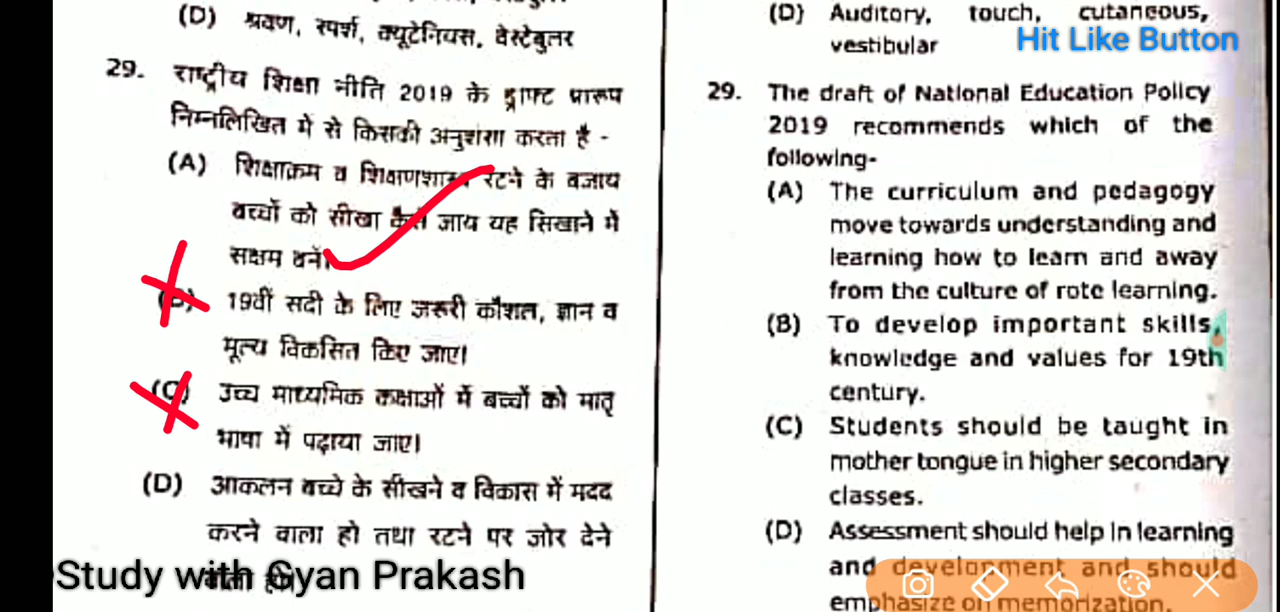 (D) श्रवण, स्पर्श, क्यूटेनियस, वेस्टेबुलर
29. राष्ट्रीय शिक्षा नीति 2019 के ड्राफ्ट प्रारूप
निम्नलिखित में से किसकी अनुशंसा करता है -
(A) शिक्षाक्रम व शिक्षणशास्त्र रटने के बजाय
बच्चों को सीखा कैसे जाय यह सिखाने में
सक्षम बनें।
(B) 19वीं सदी के लिए ज़रूरी कौशल, ज्ञान व
मूल्य विकसित किए जाए।
(C) उच्च माध्यमिक कक्षाओं में बच्चों को मातृ
भाषा में पढ़ाया जाए।
(D) आकलन बच्चे के सीखने व विकास में मदद
करने वाला हो तथा रटने पर जोर देने
Study with Gyan Prakash
(D) Auditory, touch, cutaneous,
vestibular
Hit Like Button
29. The draft of National Education Policy
2019 recommends which of the
following-
(A) The curriculum and pedagogy
move towards understanding and
learning how to learn and away
from the culture of rote learning.
(B) To develop important skills,
knowledge and values for 19th
century.
(C) Students should be taught in
mother tongue in higher secondary
classes.
(D) Assessment should help in learning
and development and should
emphasize on memorization.